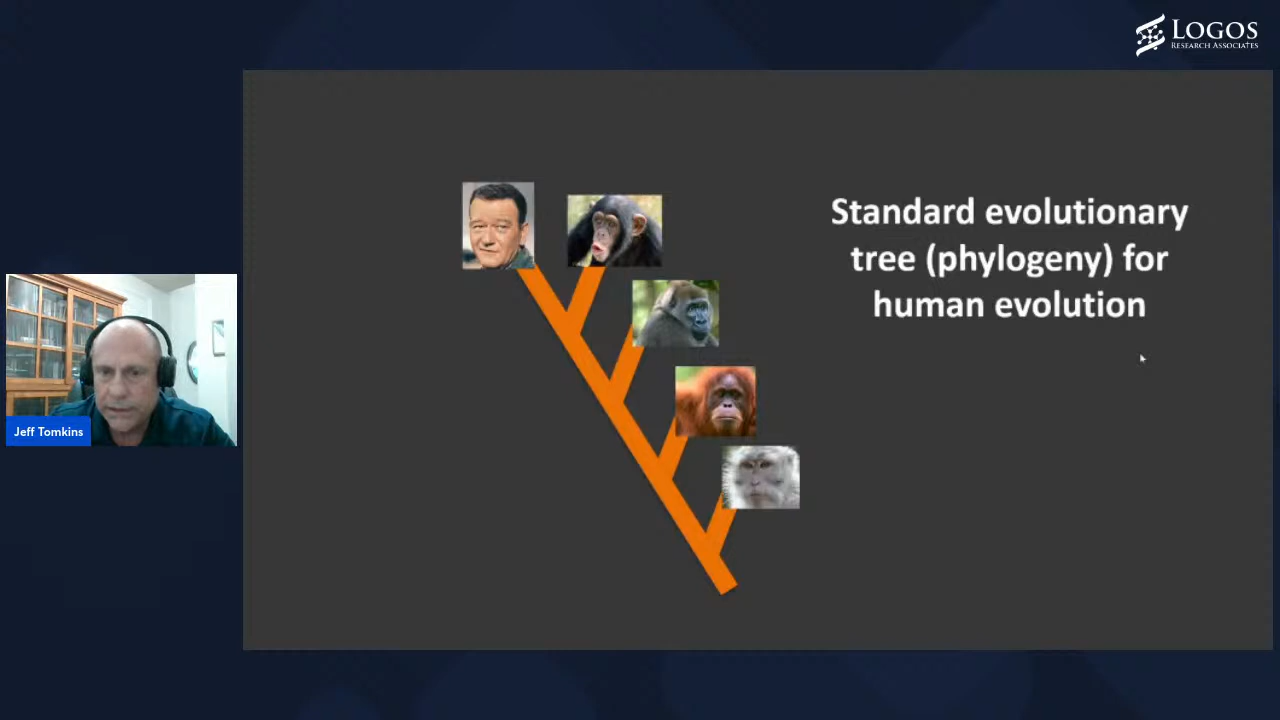 LOGOS
RESEARCH ASSOCIATES
Standard evolutionary
tree (phylogeny) for
human evolution
Jeff Tomkins